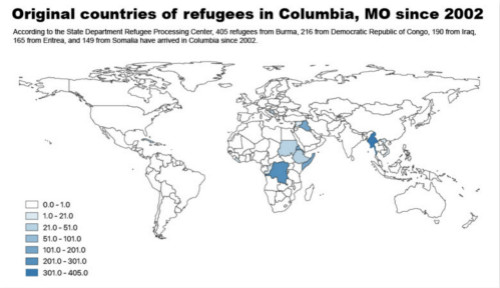 Original countries of refugees in Columbia, MO since 2002
According to the State Department Refugee Processing Center, 405 refugees from Burma, 216 from Democratic Republic of Congo, 190 from Iraq,
165 from Eritrea, and 149 from Somalia have arrived in Columbia since 2002.
0.0 - 1.0
1.0 - 21.0
21.0 - 51.0
51.0 - 101.0
101.0 - 201.0
201.0 - 301.0
301.0 - 405.0